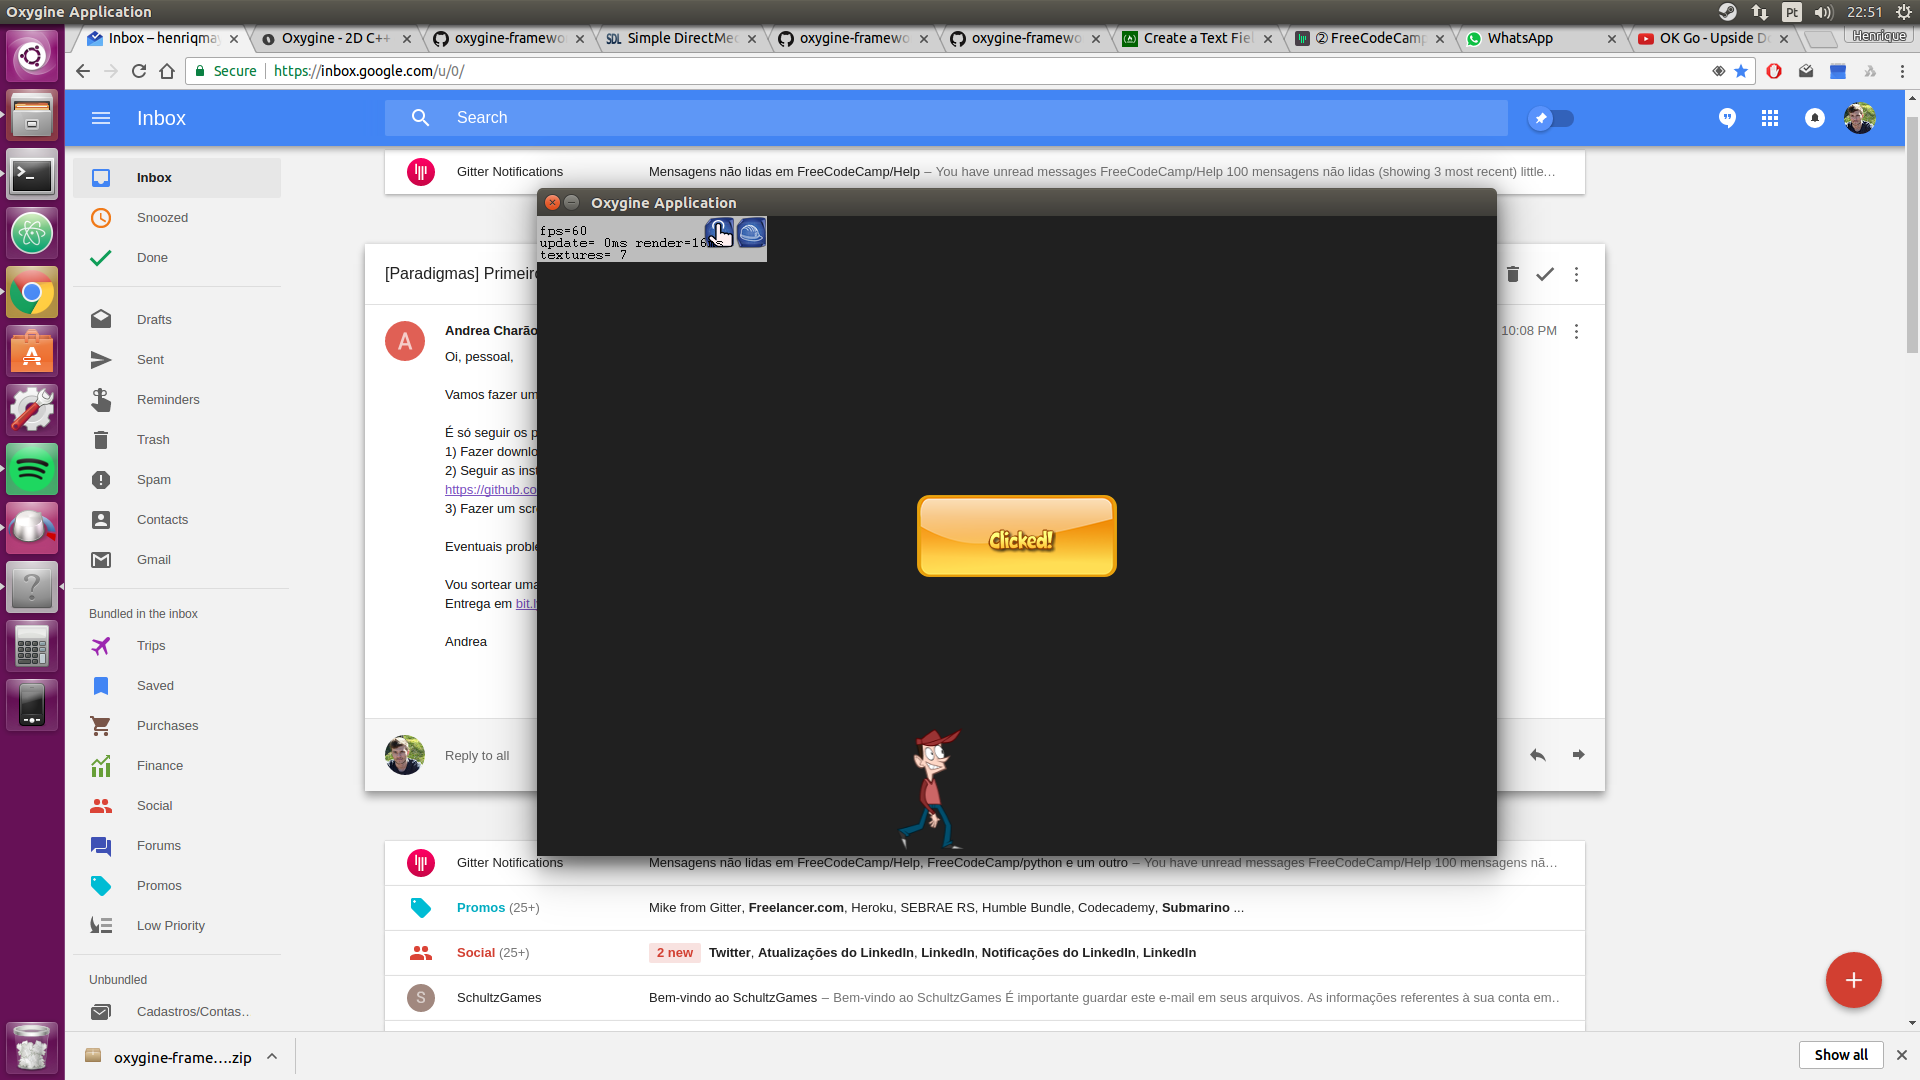 Oxygine Application
Pt
22:51
Inbox – henriqma
Oxygine - 2D C++
oxygine-framewo
Simple DirectMe
oxygine-framewo
oxygine-framewo
Create a Text Fiel
② FreeCodeCam
WhatsApp
OK Go - Upside D
Henrique
Secure
https://inbox.google.com/u/0/
Inbox
Search
Gitter Notifications
Mensagens não lidas em FreeCodeCamp/Help – You have unread messages FreeCodeCamp/Help 100 mensagens não lidas (showing 3 most recent) little…
Inbox
Snoozed
Done
Drafts
Sent
Reminders
Trash
Spam
Contacts
Gmail
Bundled in the inbox
Trips
Saved
Purchases
Finance
Social
Forums
Promos
Low Priority
Unbundled
Cadastros/Contas..
[Paradigmas] Primeiro
Andrea Charão
10:08 PM
Oi, pessoal,
Vamos fazer um
É só seguir os p
1) Fazer downlo
2) Seguir as inst
https://github.co
3) Fazer um scre
Eventuais proble
Vou sortear uma
Entrega em bit.l
Andrea
Reply to all
Oxygine Application
fps=60
update= 0ms render=16
textures= 7
Clicked!
Gitter Notifications
Mensagens não lidas em FreeCodeCamp/Help, FreeCodeCamp/python e um outro – You have unread messages FreeCodeCamp/Help 100 mensagens nã…
Promos (25+)
Mike from Gitter, Freelancer.com, Heroku, SEBRAE RS, Humble Bundle, Codecademy, Submarino ...
Social (25+)
2 new
Twitter, Atualizações do LinkedIn, LinkedIn, Notificações do LinkedIn, LinkedIn
S
SchultzGames
Bem-vindo ao SchultzGames – Bem-vindo ao SchultzGames É importante guardar este e-mail em seus arquivos. As informações referentes à sua conta em..
oxygine-frame....zip
Show all